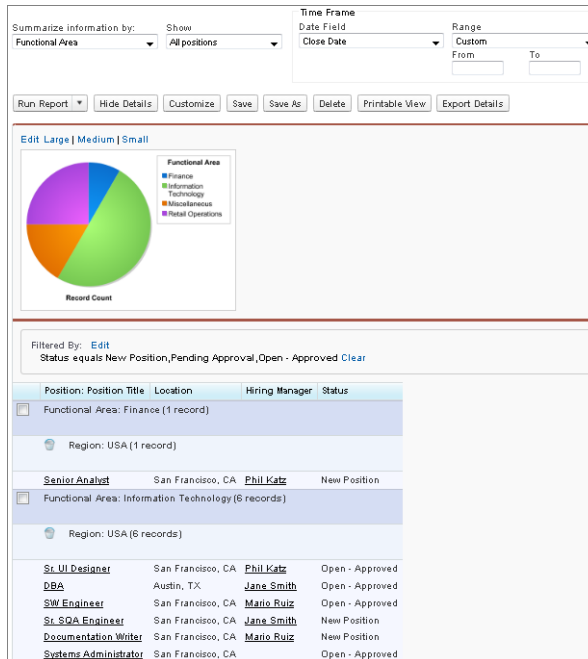 Time Frame
Summarize information by: Show Date Field Range
Functional Area All positions Close Date Custom
From To
Run Report Hide Details Customize Save Save As Delete Printable View Export Details
Edit Large | Medium | Small
Functional Area
Finance
Information
Technology
Miscellaneous
Retail Operations
Record Count
Filtered By: Edit
Status equals New Position,Pending Approval,Open - Approved Clear
Position: Position Title Location Hiring Manager Status
Functional Area: Finance (1 record)
Region: USA (1 record)
Senior Analyst San Francisco, CA Phil Katz New Position
Functional Area: Information Technology (6 records)
Region: USA (6 records)
Sr. UI Designer San Francisco, CA Phil Katz Open - Approved
DBA Austin, TX Jane Smith Open - Approved
SW Engineer San Francisco, CA Mario Ruiz Open - Approved
Sr. SQA Engineer San Francisco, CA Jane Smith New Position
Documentation Writer San Francisco, CA Mario Ruiz New Position
Systems Administrator San Francisco, CA Open - Approved